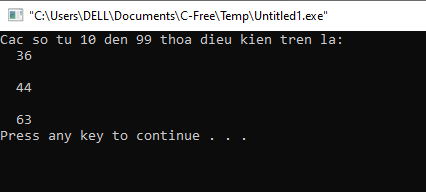 "C:\Users\DELL\Documents\C-Free\Temp\Untitled1.exe"
Cac so tu 10 den 99 thoa dieu kien tren la:
36
44
63
Press any key to continue . . .